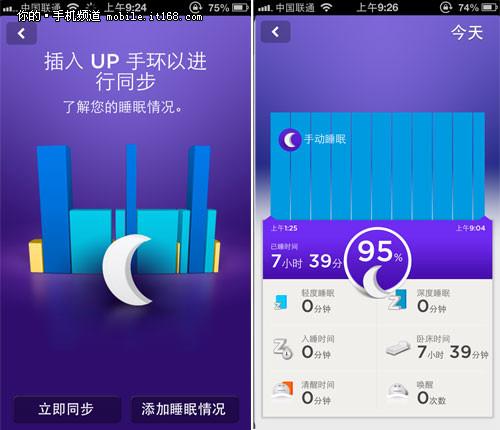 中国联通 上午9:24 75%
你的·手机频道 mobile.it168.com
插入 UP 手环以进
行同步
了解您的睡眠情况。
立即同步 添加睡眠情况
中国联通 上午9:26 74%
今天
手动睡眠
上午1:25 上午9:04
已睡时间
7小时 39分钟
95%
轻度睡眠
0分钟
深度睡眠
0分钟
入睡时间
0分钟
卧床时间
7小时 39分钟
清醒时间
0分钟
唤醒
0次数